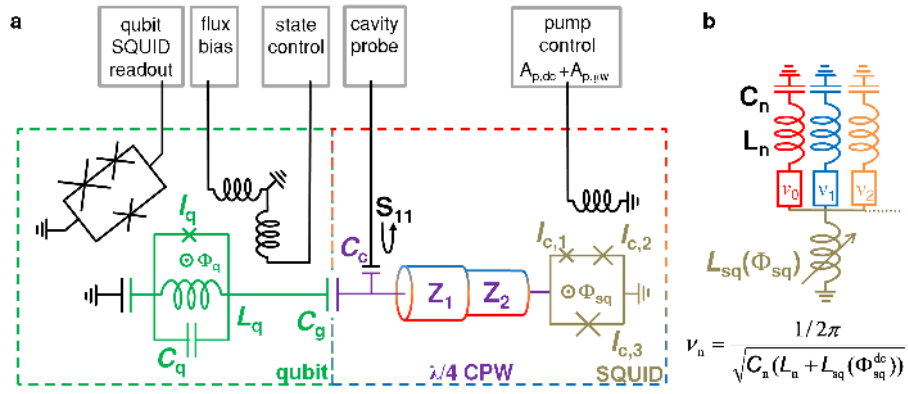 a
qubit
SQUID
readout
flux
bias
state
control
cavity
probe
pump
control
A_p,dc + A_p,μw
I_q
Φ_q
L_q
C_q
C_g
qubit
S_11
C_c
Z_1
Z_2
I_c,1
I_c,2
Φ_sq
I_c,3
λ/4 CPW
SQUID
b
C_n
L_n
ν_0
ν_1
ν_2
L_sq(Φ_sq)
ν_n = 1/2π / √(C_n(L_n + L_sq(Φ_sq^dc)))